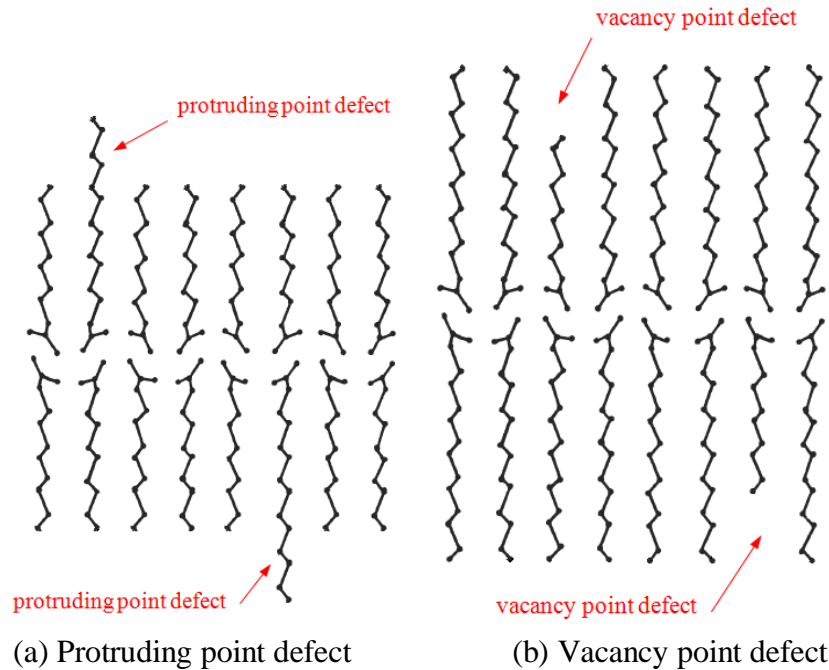 vacancy point defect
protruding point defect
protruding point defect
vacancy point defect
(a) Protruding point defect
(b) Vacancy point defect